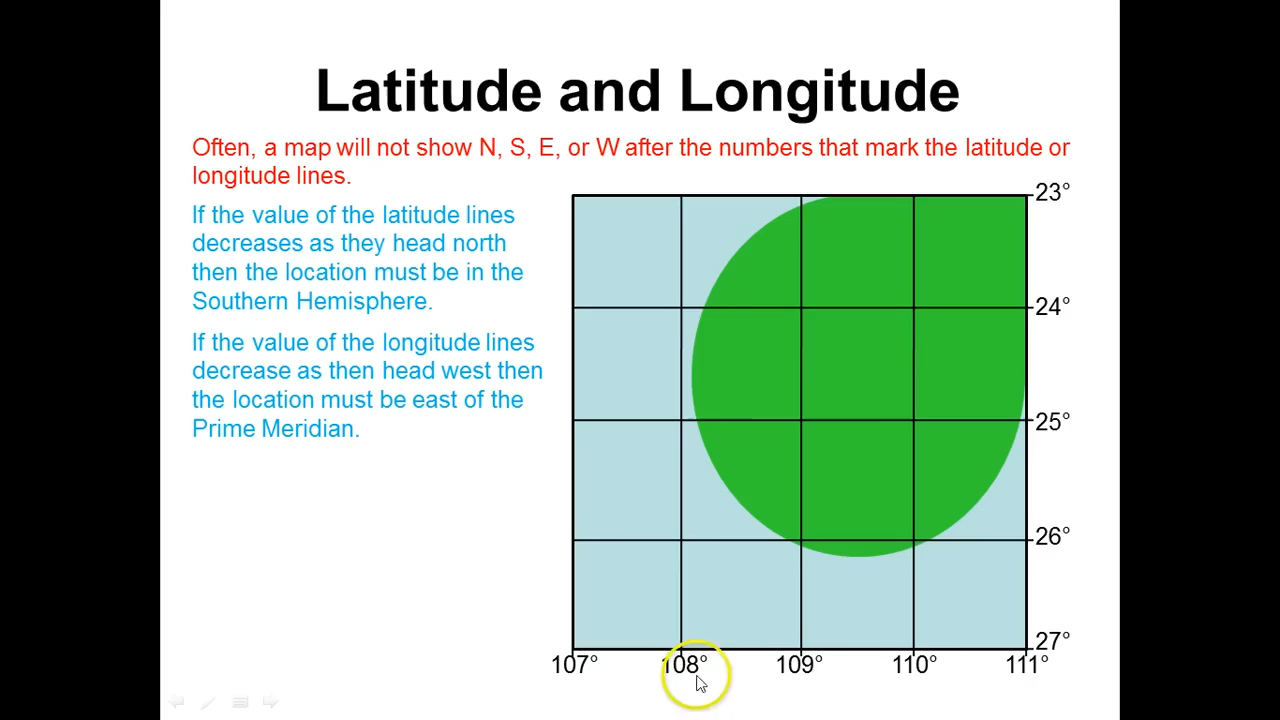 Latitude and Longitude
Often, a map will not show N, S, E, or W after the numbers that mark the latitude or
longitude lines.
If the value of the latitude lines
decreases as they head north
then the location must be in the
Southern Hemisphere.
If the value of the longitude lines
decrease as then head west then
the location must be east of the
Prime Meridian.
23°
24°
25°
26°
27°
107° 108° 109° 110° 111°